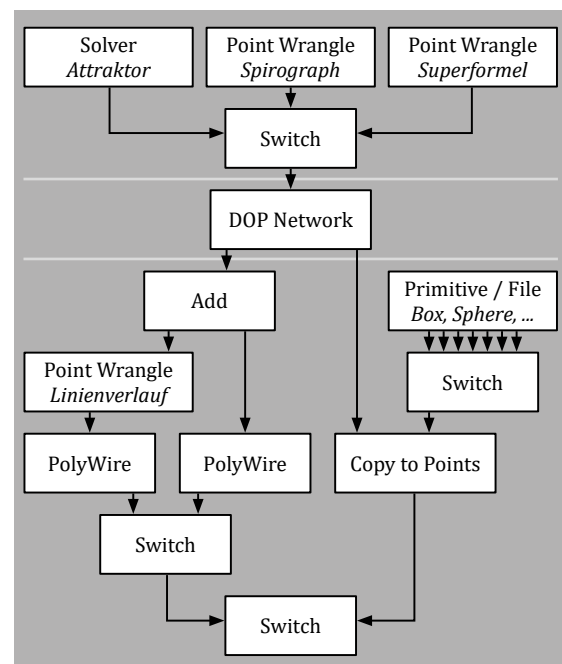 Solver
Attraktor
Point Wrangle
Spirograph
Point Wrangle
Superformel
Switch
DOP Network
Add
Primitive / File
Box, Sphere, ...
Point Wrangle
Linienverlauf
Switch
PolyWire
PolyWire
Copy to Points
Switch
Switch